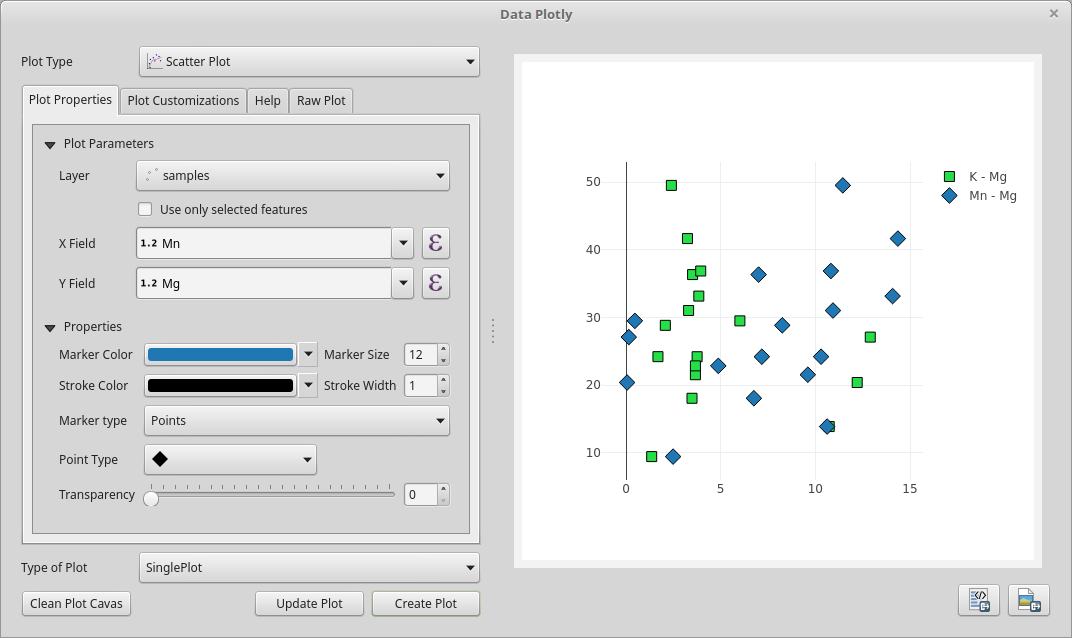 Data Plotly
Plot Type
Scatter Plot
Plot Properties
Plot Customizations
Help
Raw Plot
Plot Parameters
Layer
samples
Use only selected features
X Field
1.2 Mn
ε
Y Field
1.2 Mg
ε
Properties
Marker Color
Marker Size
12
Stroke Color
Stroke Width
1
Marker type
Points
Point Type
Transparency
0
Type of Plot
SinglePlot
Clean Plot Cavas
Update Plot
Create Plot
50
40
30
20
10
0
5
10
15
K - Mg
Mn - Mg